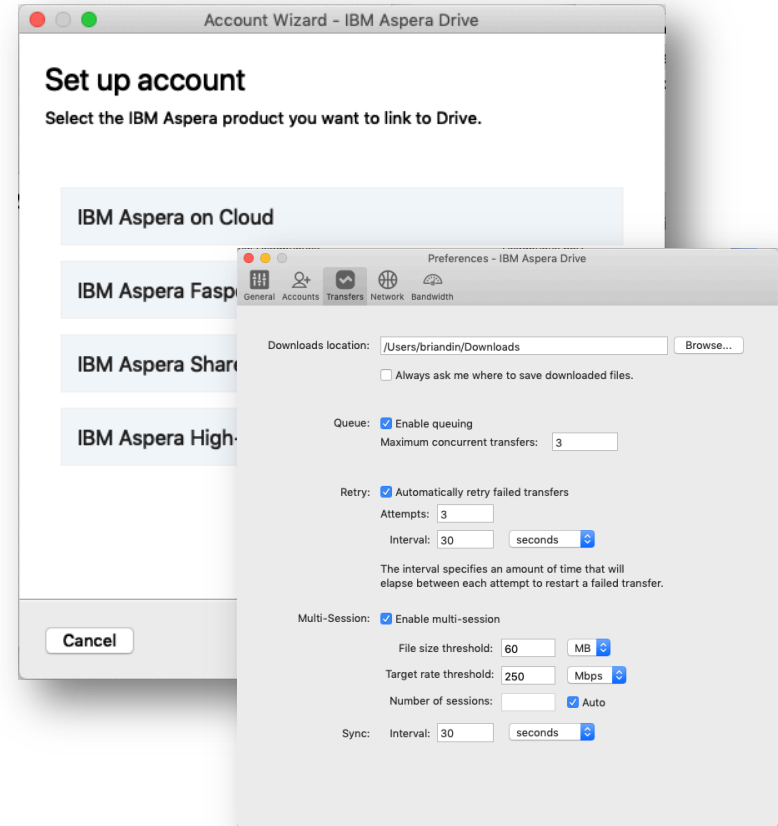 Account Wizard - IBM Aspera Drive
Set up account
Select the IBM Aspera product you want to link to Drive.
IBM Aspera on Cloud
IBM Aspera Fasp
IBM Aspera Share
IBM Aspera High-
Cancel
Preferences - IBM Aspera Drive
General Accounts Transfers Network Bandwidth
Downloads location: /Users/briandin/Downloads Browse...
Always ask me where to save downloaded files.
Queue: Enable queuing
Maximum concurrent transfers: 3
Retry: Automatically retry failed transfers
Attempts: 3
Interval: 30 seconds
The interval specifies an amount of time that will
elapse between each attempt to restart a failed transfer.
Multi-Session: Enable multi-session
File size threshold: 60 MB
Target rate threshold: 250 Mbps
Number of sessions: Auto
Sync: Interval: 30 seconds